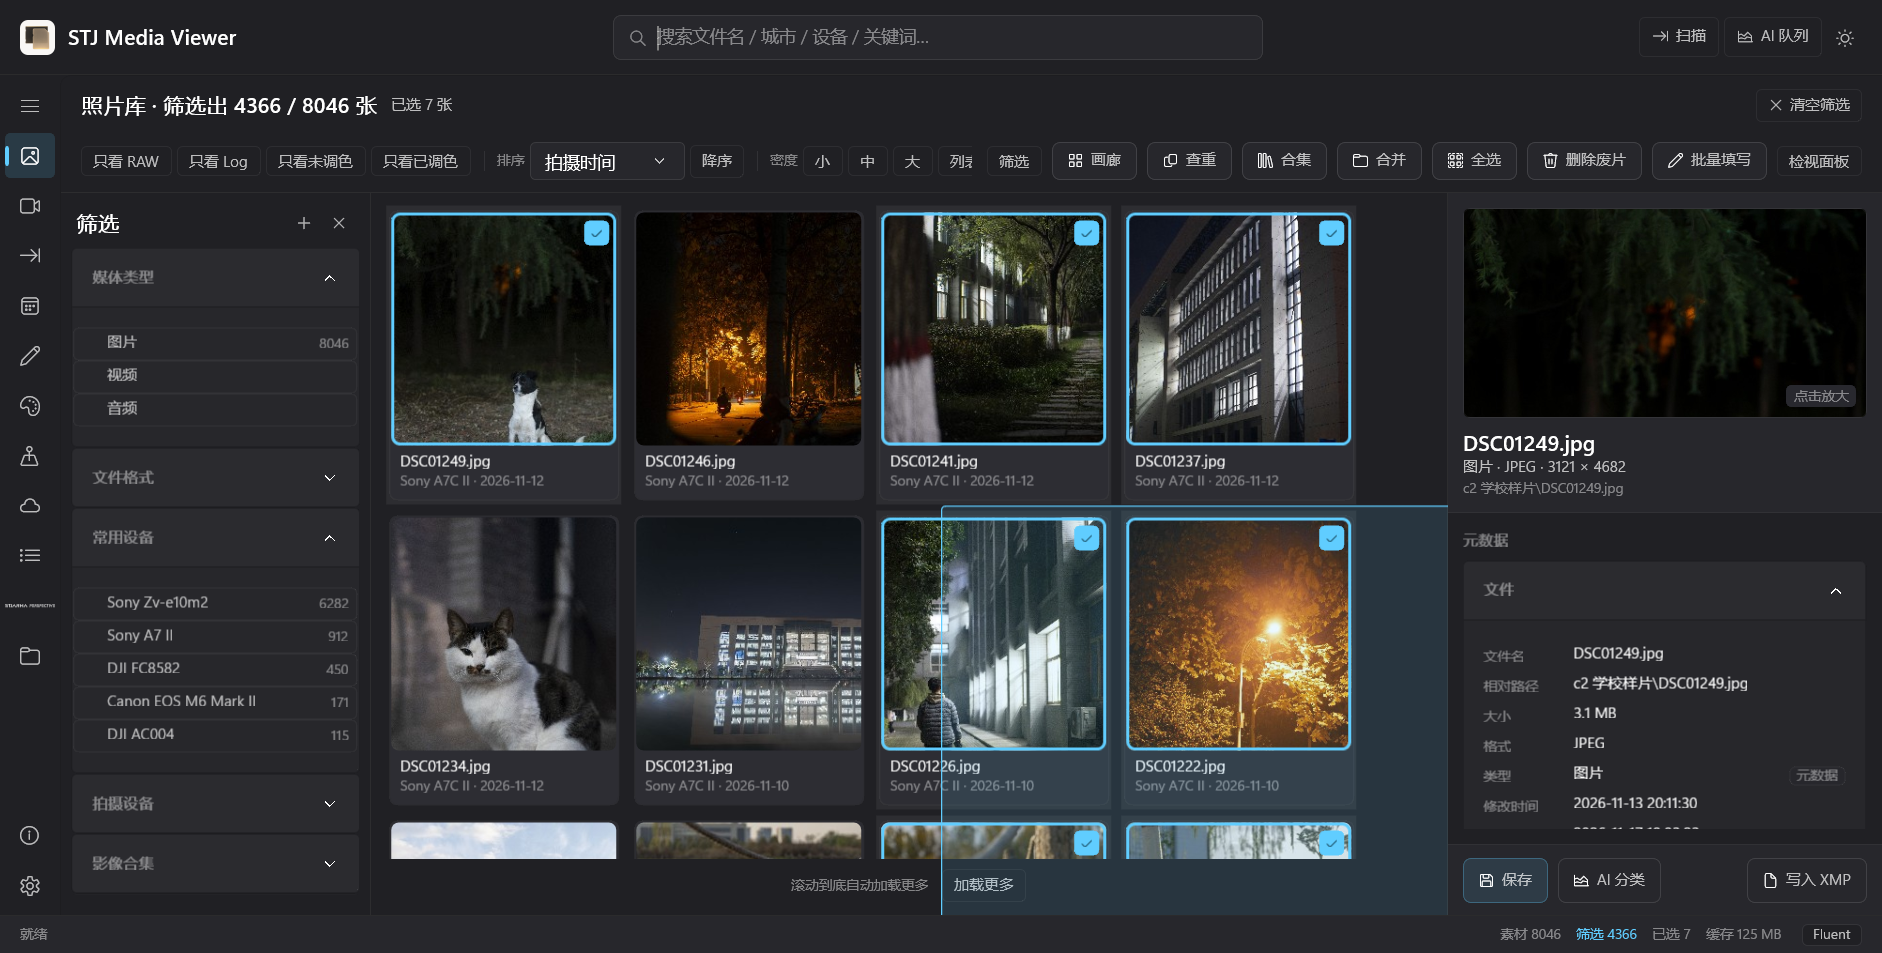 STJ Media Viewer
搜索文件名 / 城市 / 设备 / 关键词...
扫描
AI 队列
照片库 · 筛选出 4366 / 8046 张
已选 7 张
清空筛选
只看 RAW
只看 Log
只看未调色
只看已调色
排序
拍摄时间
降序
密度
小
中
大
列表
筛选
画廊
查重
合集
合并
全选
删除废片
批量填写
检视面板
筛选
媒体类型
图片 8046
视频
音频
文件格式
常用设备
Sony Zv-e10m2 6282
Sony A7 II 912
DJI FC8582 450
Canon EOS M6 Mark II 171
DJI AC004 115
拍摄设备
影像合集
DSC01249.jpg
Sony A7C II · 2026-11-12
DSC01246.jpg
Sony A7C II · 2026-11-12
DSC01241.jpg
Sony A7C II · 2026-11-12
DSC01237.jpg
Sony A7C II · 2026-11-12
DSC01234.jpg
Sony A7C II · 2026-11-12
DSC01231.jpg
Sony A7C II · 2026-11-10
DSC01226.jpg
Sony A7C II · 2026-11-10
DSC01222.jpg
Sony A7C II · 2026-11-10
滚动到底自动加载更多
加载更多
点击放大
DSC01249.jpg
图片 · JPEG · 3121 × 4682
c2 学校样片\DSC01249.jpg
元数据
文件
文件名 DSC01249.jpg
相对路径 c2 学校样片\DSC01249.jpg
大小 3.1 MB
格式 JPEG
类型 图片
元数据
修改时间 2026-11-13 20:11:30
保存
AI 分类
写入 XMP
就绪
素材 8046
筛选 4366
已选 7
缓存 125 MB
Fluent